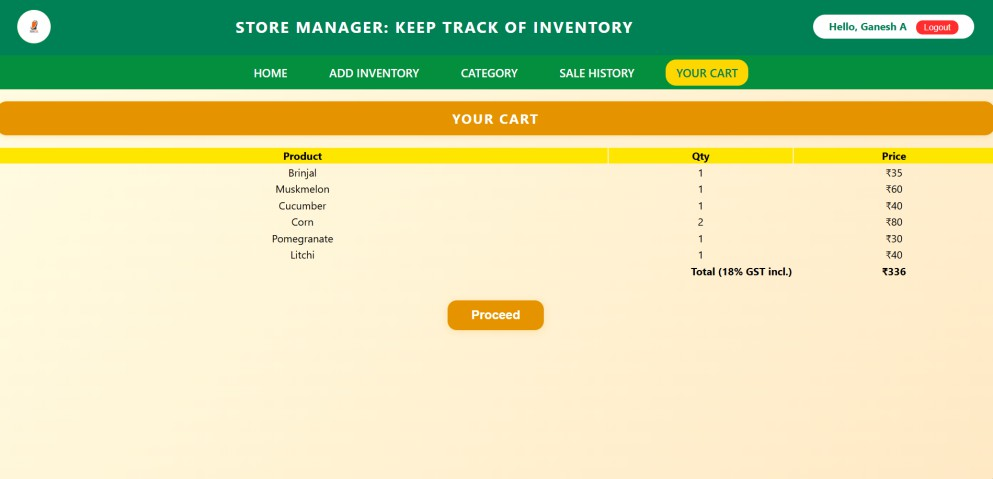 STORE MANAGER: KEEP TRACK OF INVENTORY
Hello, Ganesh A Logout
HOME ADD INVENTORY CATEGORY SALE HISTORY YOUR CART
YOUR CART
Product Qty Price
Brinjal 1 ₹35
Muskmelon 1 ₹60
Cucumber 1 ₹40
Corn 2 ₹80
Pomegranate 1 ₹30
Litchi 1 ₹40
Total (18% GST incl.) ₹336
Proceed